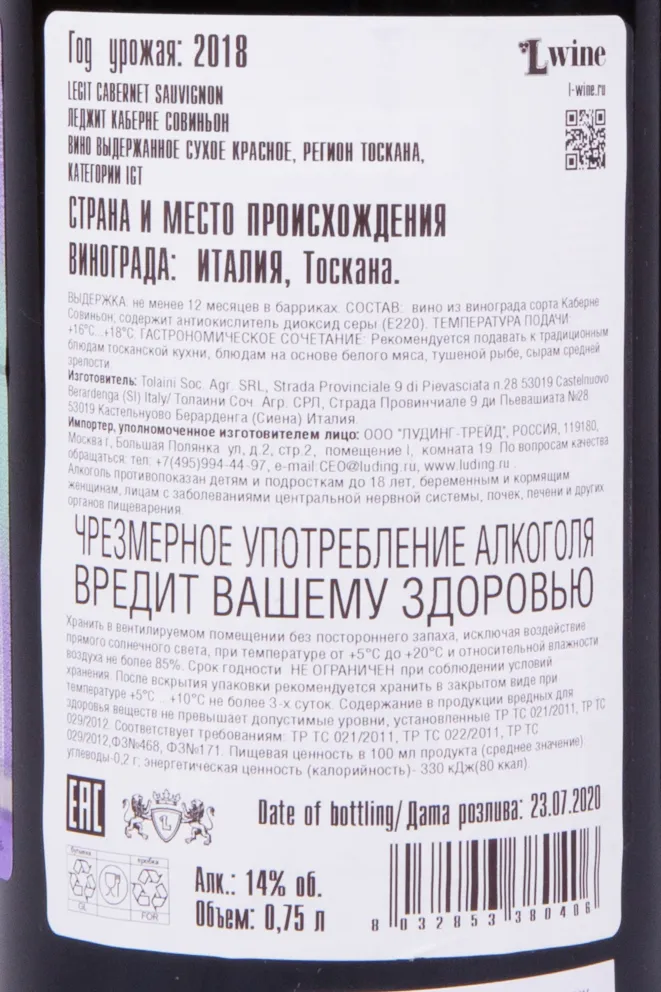 Год урожая: 2018
L wine
l-wine.ru
LEGIT CABERNET SAUVIGNON
ЛЕДЖИТ КАБЕРНЕ СОВИНЬОН
ВИНО ВЫДЕРЖАННОЕ СУХОЕ КРАСНОЕ, РЕГИОН ТОСКАНА,
КАТЕГОРИИ IGT
СТРАНА И МЕСТО ПРОИСХОЖДЕНИЯ
ВИНОГРАДА: ИТАЛИЯ, Тоскана.
ВЫДЕРЖКА: не менее 12 месяцев в барриках. СОСТАВ: вино из винограда сорта Каберне
Совиньон, содержит антиокислитель диоксид серы (Е220). ТЕМПЕРАТУРА ПОДАЧИ:
+16°С...+18°С. ГАСТРОНОМИЧЕСКОЕ СОЧЕТАНИЕ: Рекомендуется подавать к традиционным
блюдам тосканской кухни, блюдам на основе белого мяса, тушеной рыбе, сырам средней
зрелости.
Изготовитель: Tolaini Soc. Agr. SRL, Strada Provinciale 9 di Pievasciata n.28 53019 Castelnuovo
Berardenga (SI) Italy/ Толаини Соч. Агр. СРЛ, Страда Провинчиале 9 ди Пьевашиата №28
53019 Кастельнуово Берарденга (Сиена) Италия.
Импортер, уполномоченное изготовителем лицо: ООО "ЛУДИНГ-ТРЕЙД", РОССИЯ, 119180,
Москва г, Большая Полянка ул, д.2, стр.2, помещение I, комната 19. По вопросам качества
обращаться: тел: +7(495)994-44-97, e-mail:CEO@luding.ru, www.luding.ru .
Алкоголь противопоказан детям и подросткам до 18 лет, беременным и кормящим
женщинам, лицам с заболеваниями центральной нервной системы, почек, печени и других
органов пищеварения.
ЧРЕЗМЕРНОЕ УПОТРЕБЛЕНИЕ АЛКОГОЛЯ
ВРЕДИТ ВАШЕМУ ЗДОРОВЬЮ
Хранить в вентилируемом помещении без постороннего запаха, исключая воздействие
прямого солнечного света, при температуре от +5°С до +20°С и относительной влажности
воздуха не более 85%. Срок годности НЕ ОГРАНИЧЕН при соблюдении условий
хранения. После вскрытия упаковки рекомендуется хранить в закрытом виде при
температуре +5°С ... +10°С не более 3-х суток. Содержание в продукции вредных для
здоровья веществ не превышает допустимые уровни, установленные ТР ТС 021/2011, ТР ТС
029/2012. Соответствует требованиям: ТР ТС 021/2011, ТР ТС 022/2011, ТР ТС
029/2012,ФЗ№468, ФЗ№171. Пищевая ценность в 100 мл продукта (среднее значение):
углеводы-0,2 г; энергетическая ценность (калорийность)- 330 кДж(80 ккал).
EAC
L
Date of bottling/ Дата розлива: 23.07.2020
бутылка
пробка
GL
FOR
Алк.: 14% об.
Объем: 0,75 л
8 032853 380406